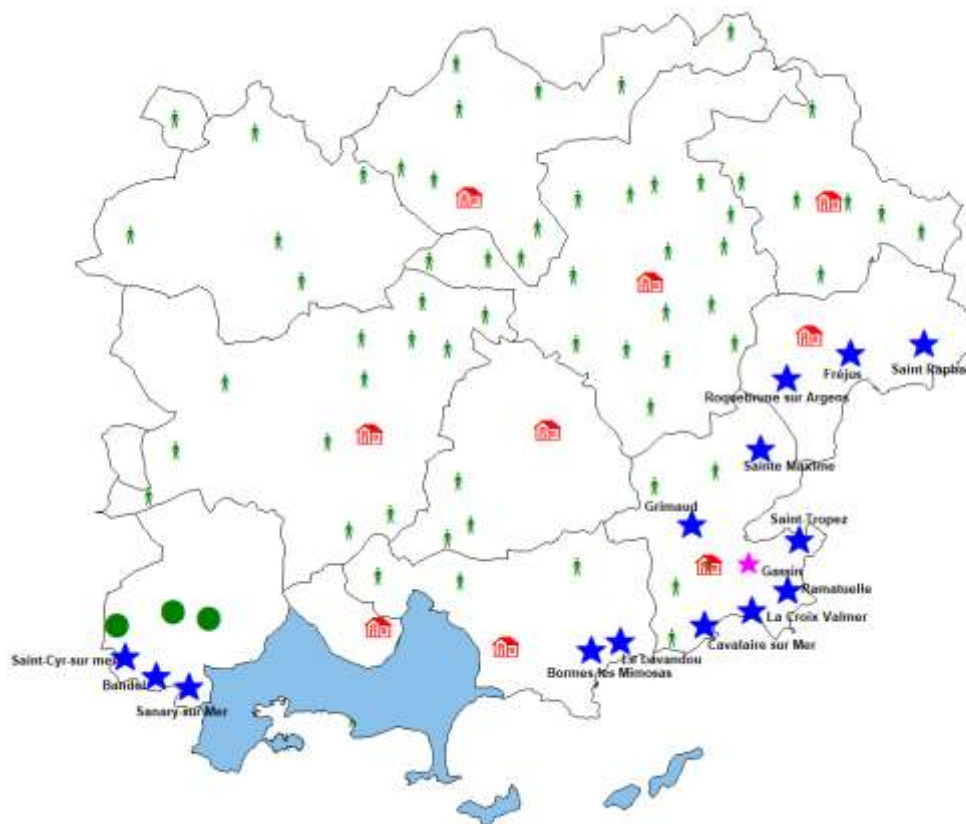 Saint Rapha
Fréjus
Roquebrune sur Argens
Sainte Maxime
Grimaud
Saint Tropez
Gassin
Ramatuelle
La Croix Valmer
Cavalaire sur Mer
Le Lavandou
Bormes les Mimosas
Saint-Cyr-sur mer
Bandol
Sanary sur Mer